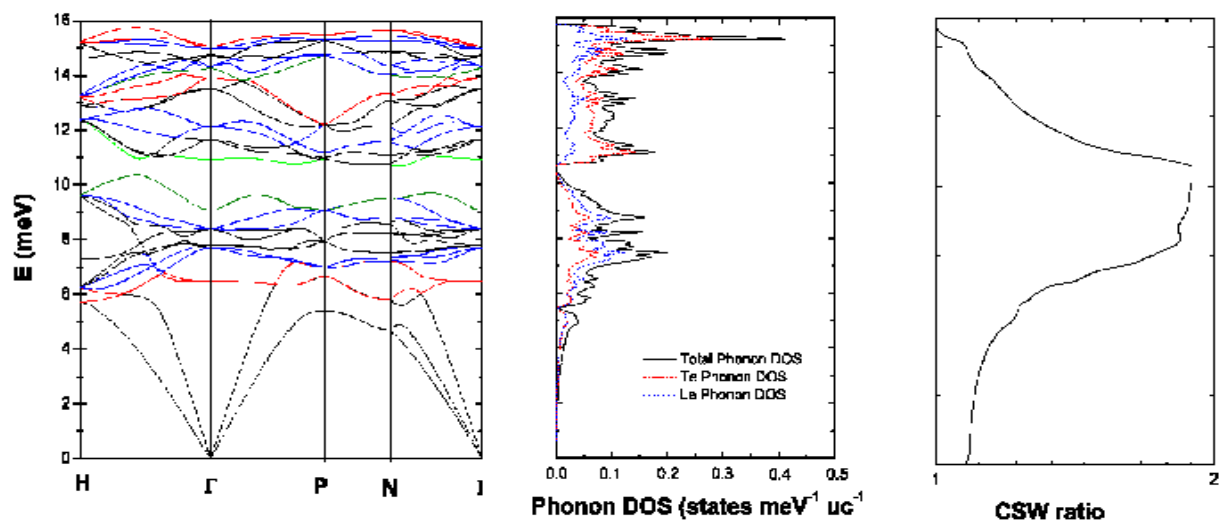 16
14
12
10
8
6
4
2
0
E (meV)
H Γ P N I
Total Phonon DOS
Te Phonon DOS
La Phonon DOS
0.0 0.1 0.2 0.3 0.4 0.5
Phonon DOS (states meV⁻¹ uc⁻¹
1 2
CSW ratio